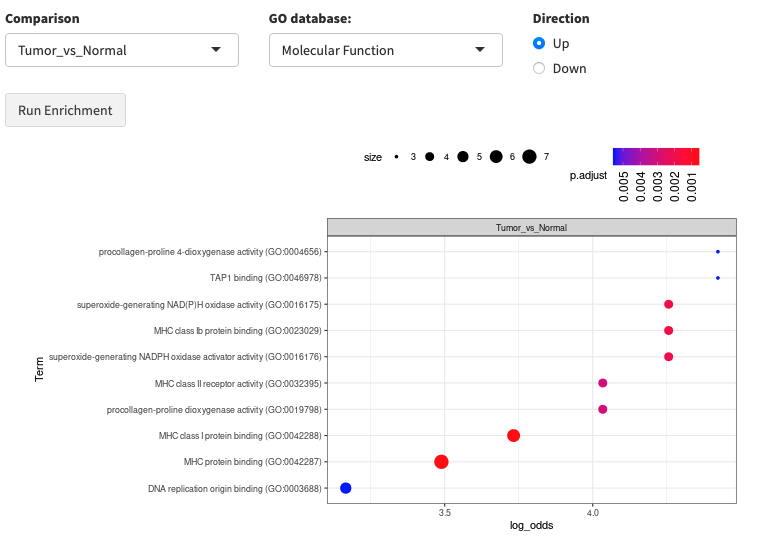 Comparison
GO database:
Direction
Tumor_vs_Normal
Molecular Function
Up
Down
Run Enrichment
size 3 4 5 6 7
p.adjust 0.005 0.004 0.003 0.002 0.001
Tumor_vs_Normal
Term
procollagen-proline 4-dioxygenase activity (GO:0004656)
TAP1 binding (GO:0046978)
superoxide-generating NAD(P)H oxidase activity (GO:0016175)
MHC class Ib protein binding (GO:0023029)
superoxide-generating NADPH oxidase activator activity (GO:0016176)
MHC class II receptor activity (GO:0032395)
procollagen-proline dioxygenase activity (GO:0019798)
MHC class I protein binding (GO:0042288)
MHC protein binding (GO:0042287)
DNA replication origin binding (GO:0003688)
3.5 4.0
log_odds